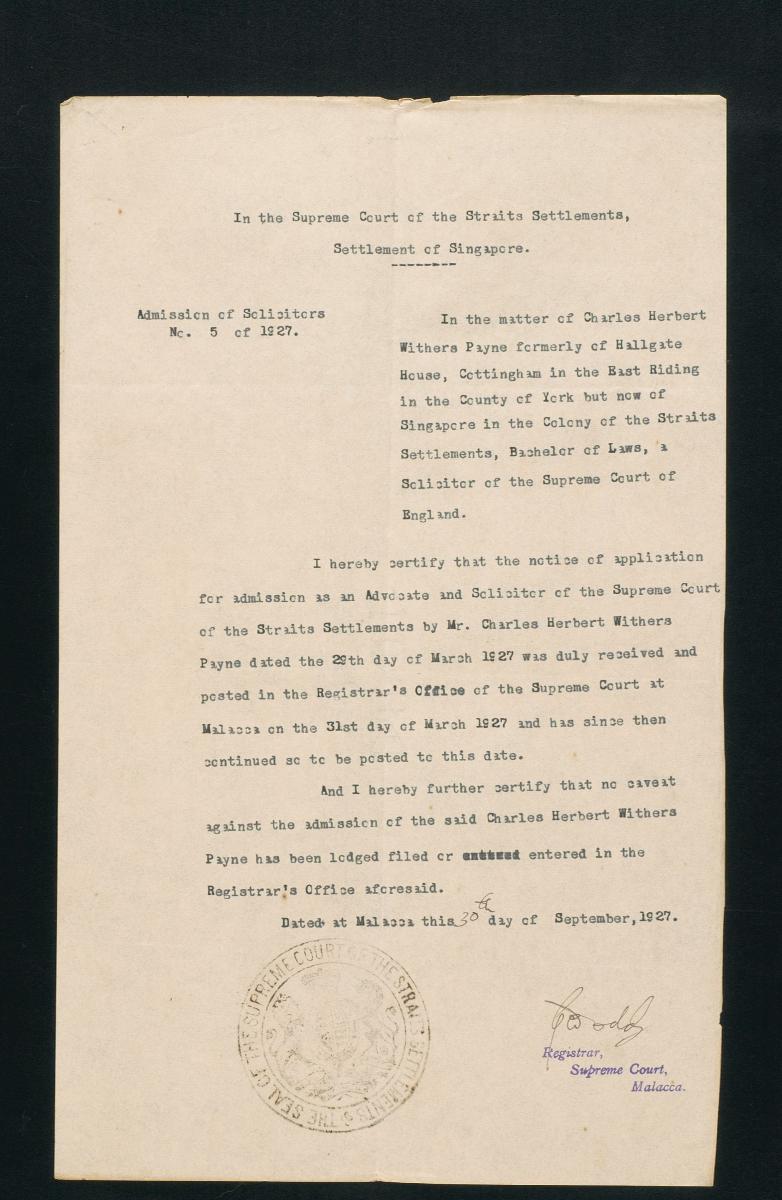 In the Supreme Court of the Straits Settlements,
Settlement of Singapore.
Admission of Solicitors
No. 5 of 1927.
In the matter of Charles Herbert
Withers Payne formerly of Hallgate
House, Cottingham in the East Riding
in the County of York but now of
Singapore in the Colony of the Straits
Settlements, Bachelor of Laws, a
Solicitor of the Supreme Court of
England.
I hereby certify that the notice of application
for admission as an Advocate and Solicitor of the Supreme Court
of the Straits Settlements by Mr. Charles Herbert Withers
Payne dated the 29th day of March 1927 was duly received and
posted in the Registrar's Office of the Supreme Court at
Malacca on the 31st day of March 1927 and has since then
continued so to be posted to this date.
And I hereby further certify that no caveat
against the admission of the said Charles Herbert Withers
Payne has been lodged filed or entered in the
Registrar's Office aforesaid.
Dated at Malacca this 30th day of September, 1927.
THE SEAL OF THE SUPREME COURT OF THE STRAITS SETTLEMENTS
Registrar,
Supreme Court,
Malacca.